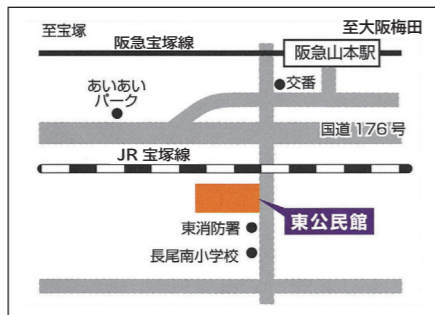 至宝塚
至大阪梅田
阪急宝塚線
阪急山本駅
あいあい
パーク
交番
国道176号
JR宝塚線
東公民館
東消防署
長尾南小学校